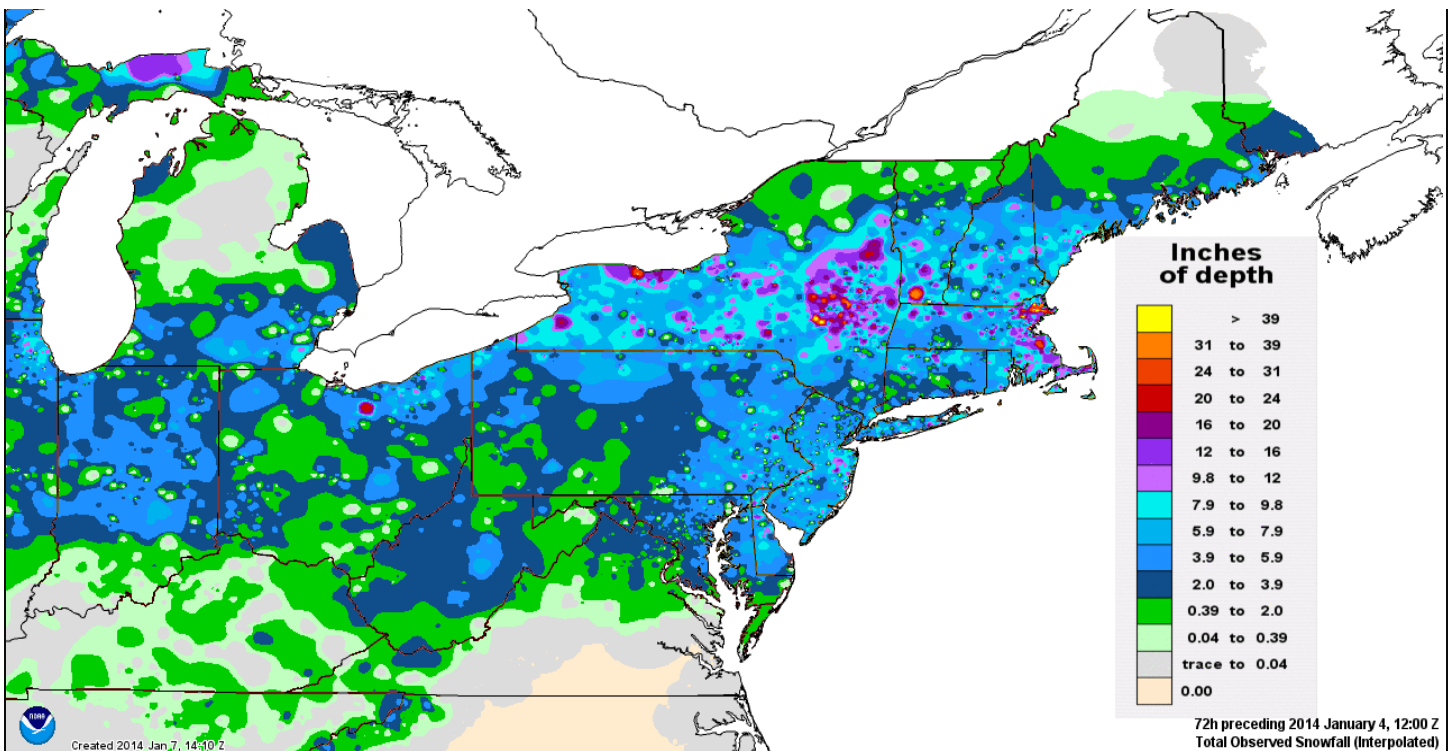 Inches
of depth
> 39
31 to 39
24 to 31
20 to 24
16 to 20
12 to 16
9.8 to 12
7.9 to 9.8
5.9 to 7.9
3.9 to 5.9
2.0 to 3.9
0.39 to 2.0
0.04 to 0.39
trace to 0.04
0.00
NOAA
Created 2014 Jan 7, 14:10 Z
72h preceding 2014 January 4, 12:00 Z
Total Observed Snowfall (Interpolated)